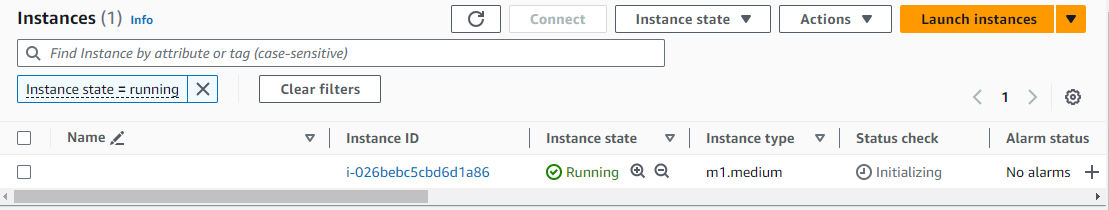 Instances (1) Info Connect Instance state Actions Launch instances
Find Instance by attribute or tag (case-sensitive)
Instance state = running Clear filters
1
Name Instance ID Instance state Instance type Status check Alarm status
i-026bebc5cbd6d1a86 Running m1.medium Initializing No alarms